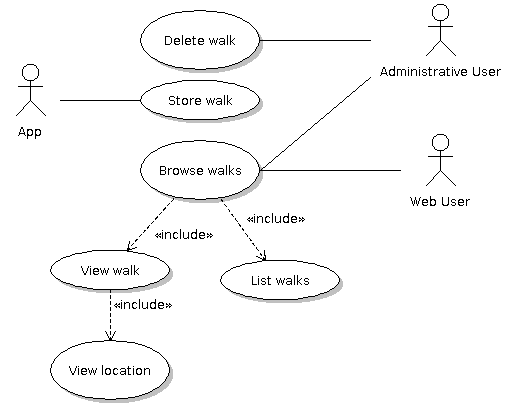 Delete walk
Administrative User
Store walk
App
Browse walks
Web User
«include»
«include»
View walk
List walks
«include»
View location